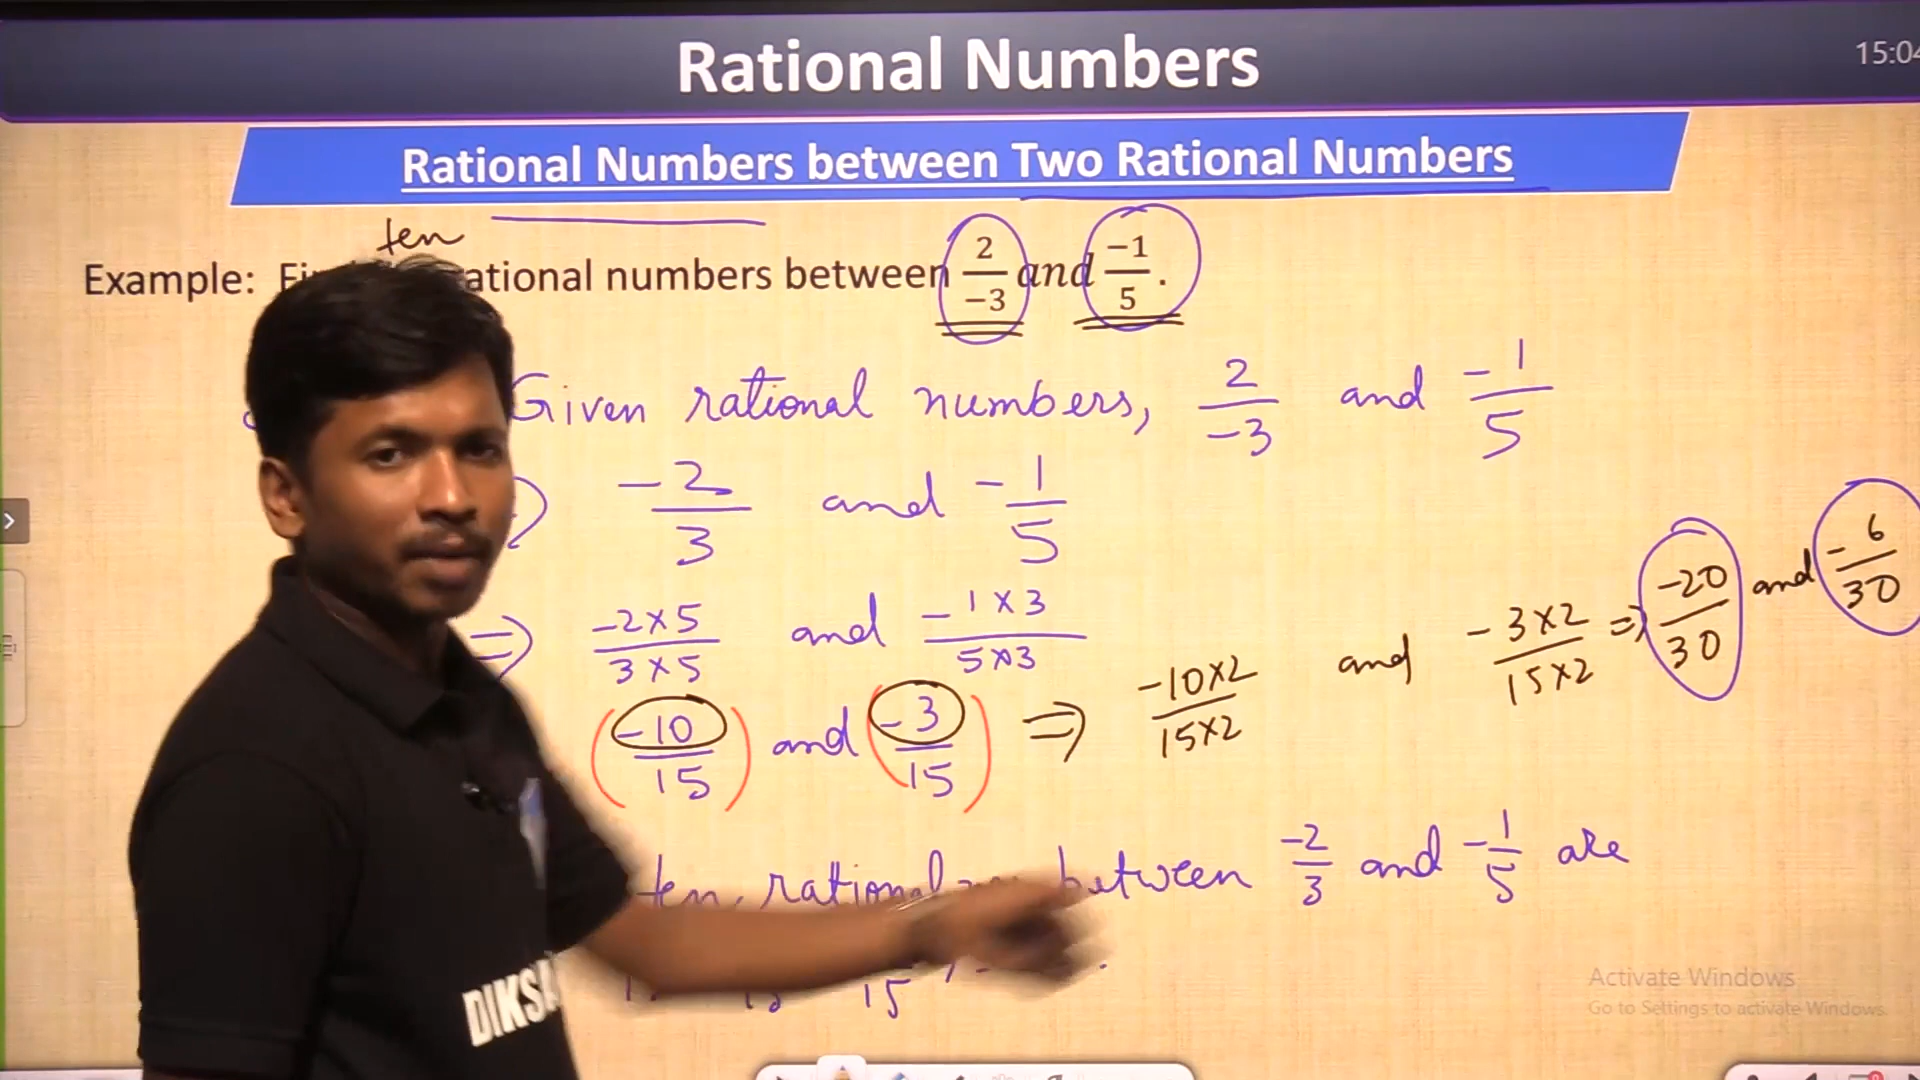 Rational Numbers
15:04
Rational Numbers between Two Rational Numbers
ten
Example: rational numbers between 2/-3 and -1/5.
Given rational numbers, 2/-3 and -1/5
-2/3 and -1/5
⇒ -2×5/3×5 and -1×3/5×3
-10/15 and -3/15 ⇒ -10×2/15×2 and -3×2/15×2 ⇒ -20/30 and -6/30
ten rational between -2/3 and -1/5 are
15
DIKSA
Activate Windows
Go to Settings to activate Windows.